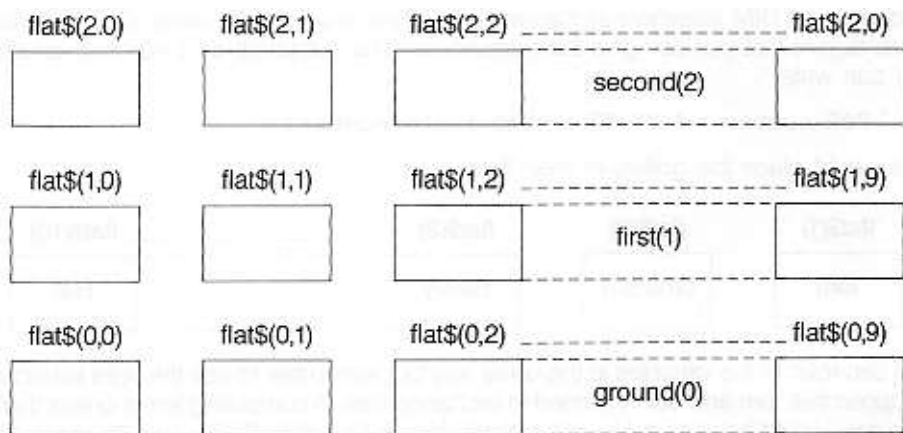 flat$(2.0) flat$(2,1) flat$(2,2) flat$(2,0)
second(2)
flat$(1,0) flat$(1,1) flat$(1,2) flat$(1,9)
first(1)
flat$(0,0) flat$(0,1) flat$(0,2) flat$(0,9)
ground(0)